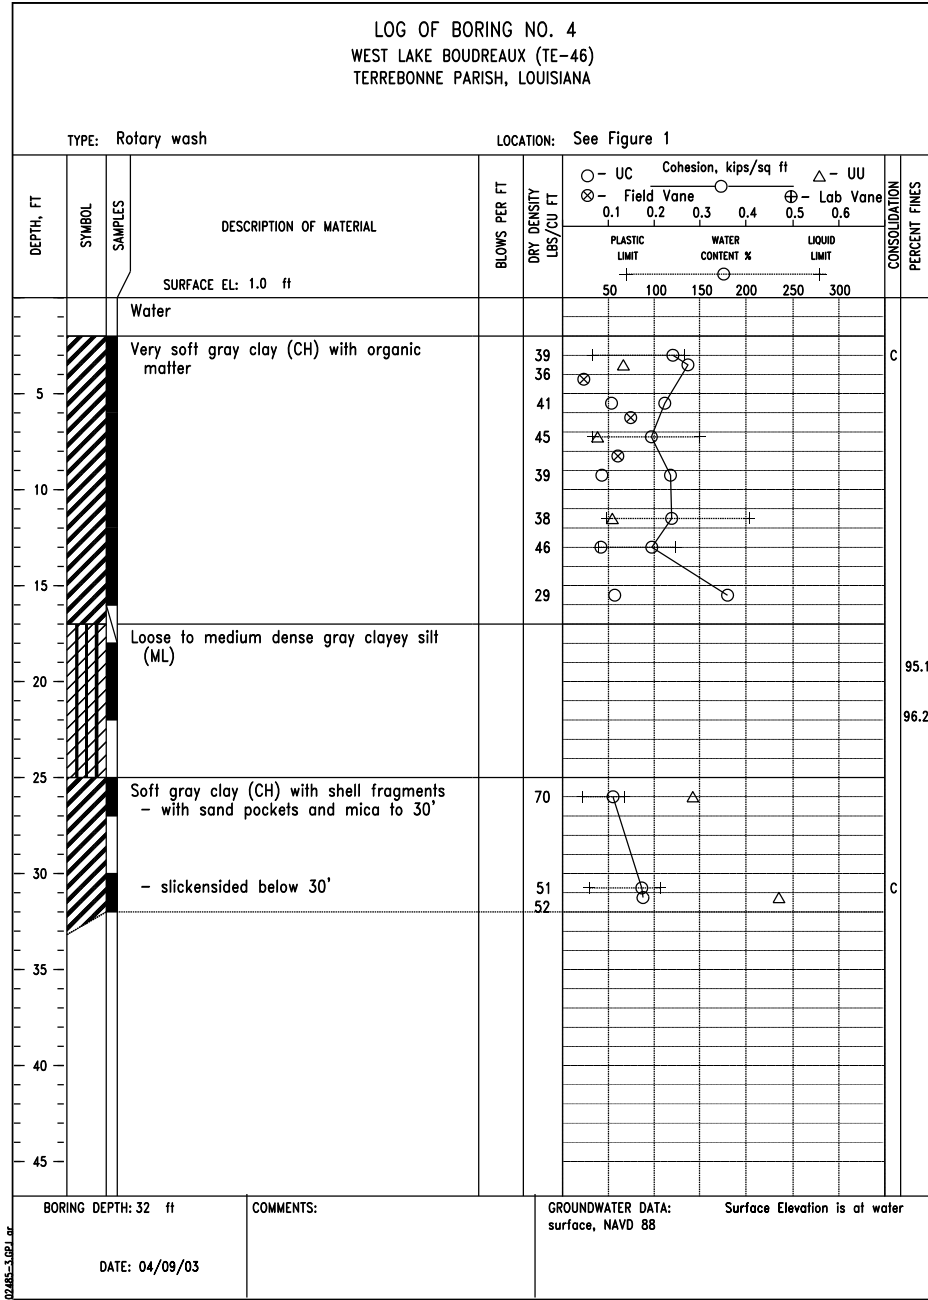 LOG OF BORING NO. 4
WEST LAKE BOUDREAUX (TE-46)
TERREBONNE PARISH, LOUISIANA
TYPE: Rotary wash
LOCATION: See Figure 1
DEPTH, FT
SYMBOL
SAMPLES
DESCRIPTION OF MATERIAL
SURFACE EL: 1.0 ft
BLOWS PER FT
DRY DENSITY
LBS/CU FT
Cohesion, kips/sq ft
- UC
- UU
- Field Vane
- Lab Vane
0.1 0.2 0.3 0.4 0.5 0.6
PLASTIC LIMIT
WATER CONTENT %
LIQUID LIMIT
50 100 150 200 250 300
CONSOLIDATION
PERCENT FINES
Water
Very soft gray clay (CH) with organic
matter
39 C
36
5
41
45
39
10
38
46
15
29
Loose to medium dense gray clayey silt
(ML)
95.1
20
96.2
25
Soft gray clay (CH) with shell fragments
70
- with sand pockets and mica to 30'
30
- slickensided below 30'
51 C
52
35
40
45
BORING DEPTH: 32 ft
DATE: 04/09/03
COMMENTS:
GROUNDWATER DATA: Surface Elevation is at water
surface, NAVD 88
02485-3.GPJ gr